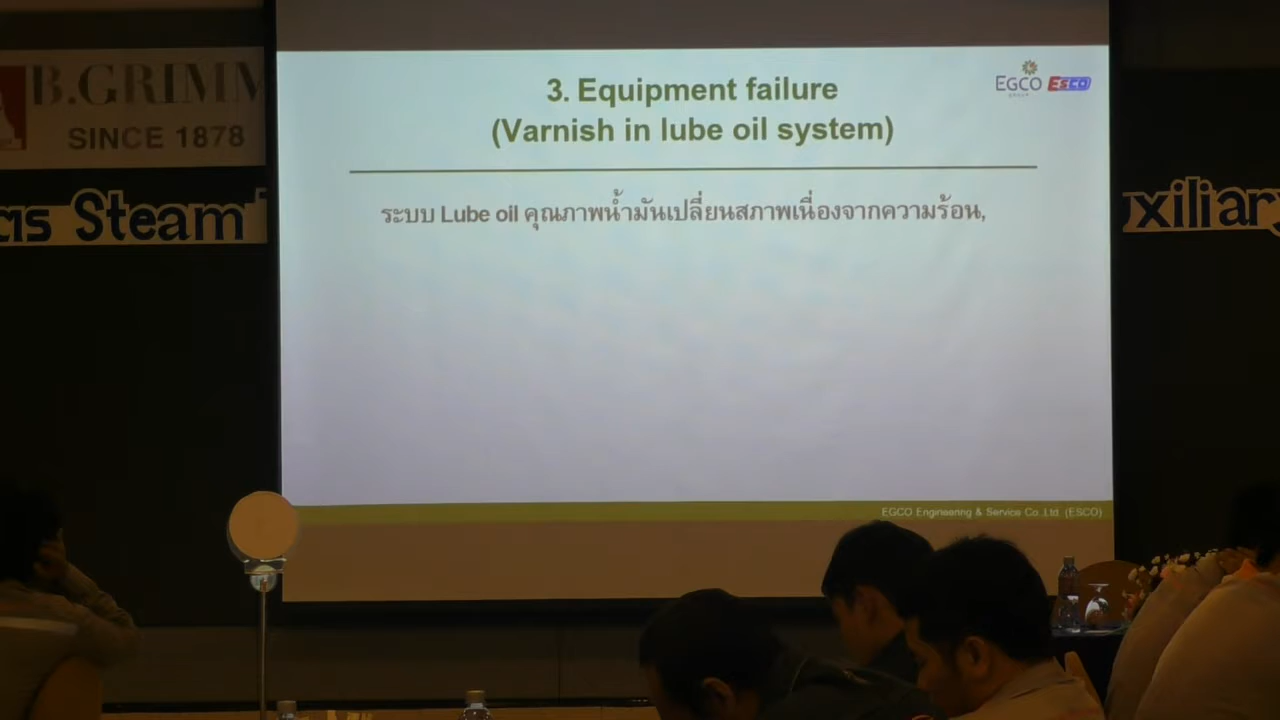 B.GRIMM
SINCE 1878
as Steam T
uxiliary
3. Equipment failure
(Varnish in lube oil system)
EGCO
GROUP
ESCO
ระบบ Lube oil คุณภาพน้ำมันเปลี่ยนสภาพเนื่องจากความร้อน,
EGCO Engineering & Service Co.,Ltd. (ESCO)